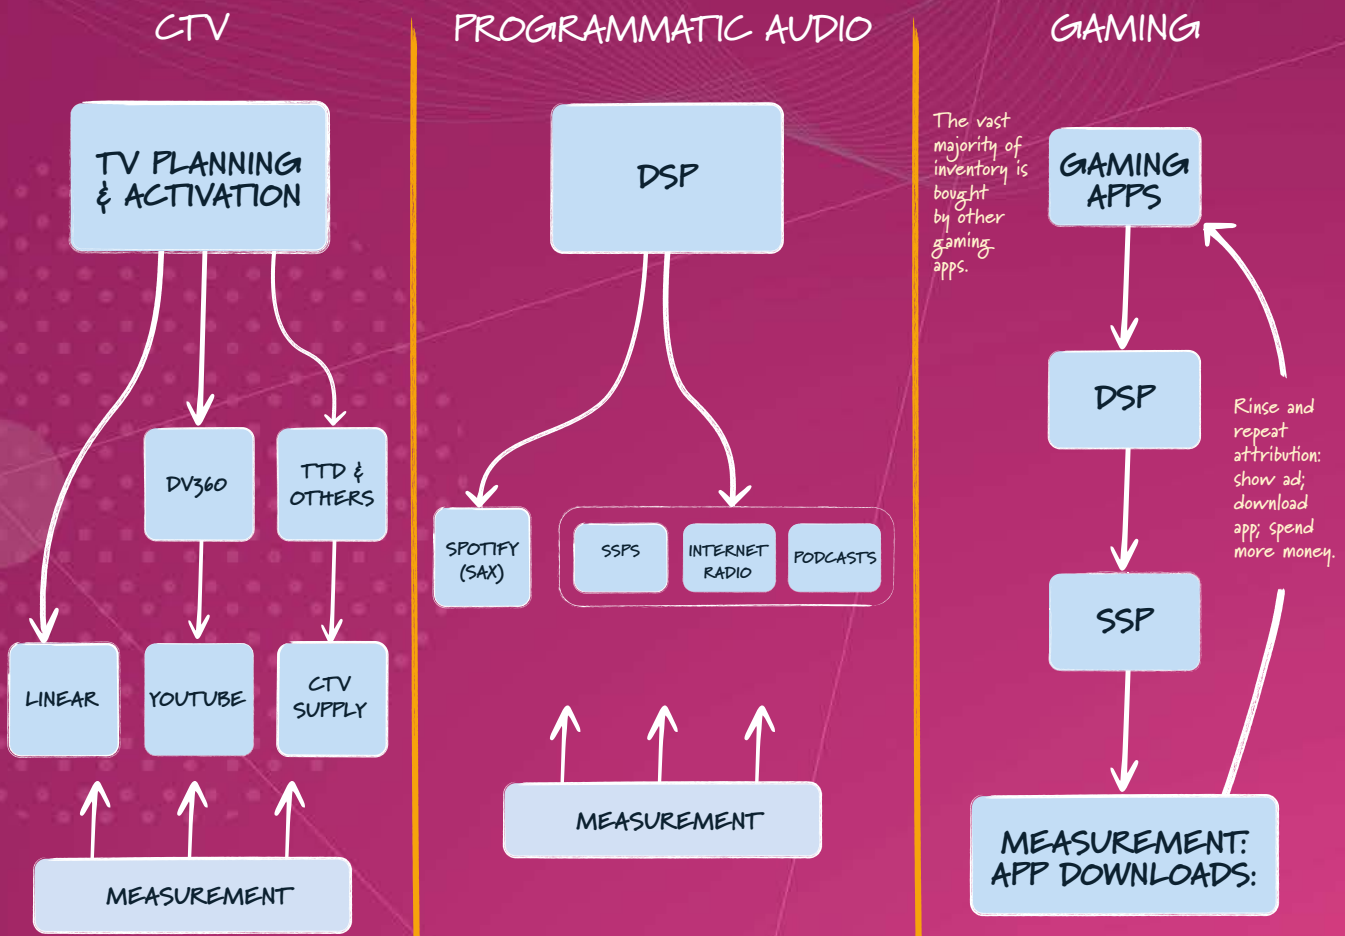 CTV
TV PLANNING
& ACTIVATION
DV360
TTD &
OTHERS
LINEAR
YOUTUBE
CTV
SUPPLY
MEASUREMENT
PROGRAMMATIC AUDIO
DSP
SPOTIFY
(SAX)
SSPS
INTERNET
RADIO
PODCASTS
MEASUREMENT
GAMING
The vast
majority of
inventory is
bought
by other
gaming
apps.
GAMING
APPS
DSP
Rinse and
repeat
attribution:
show ad;
download
app; spend
more money.
SSP
MEASUREMENT:
APP DOWNLOADS: